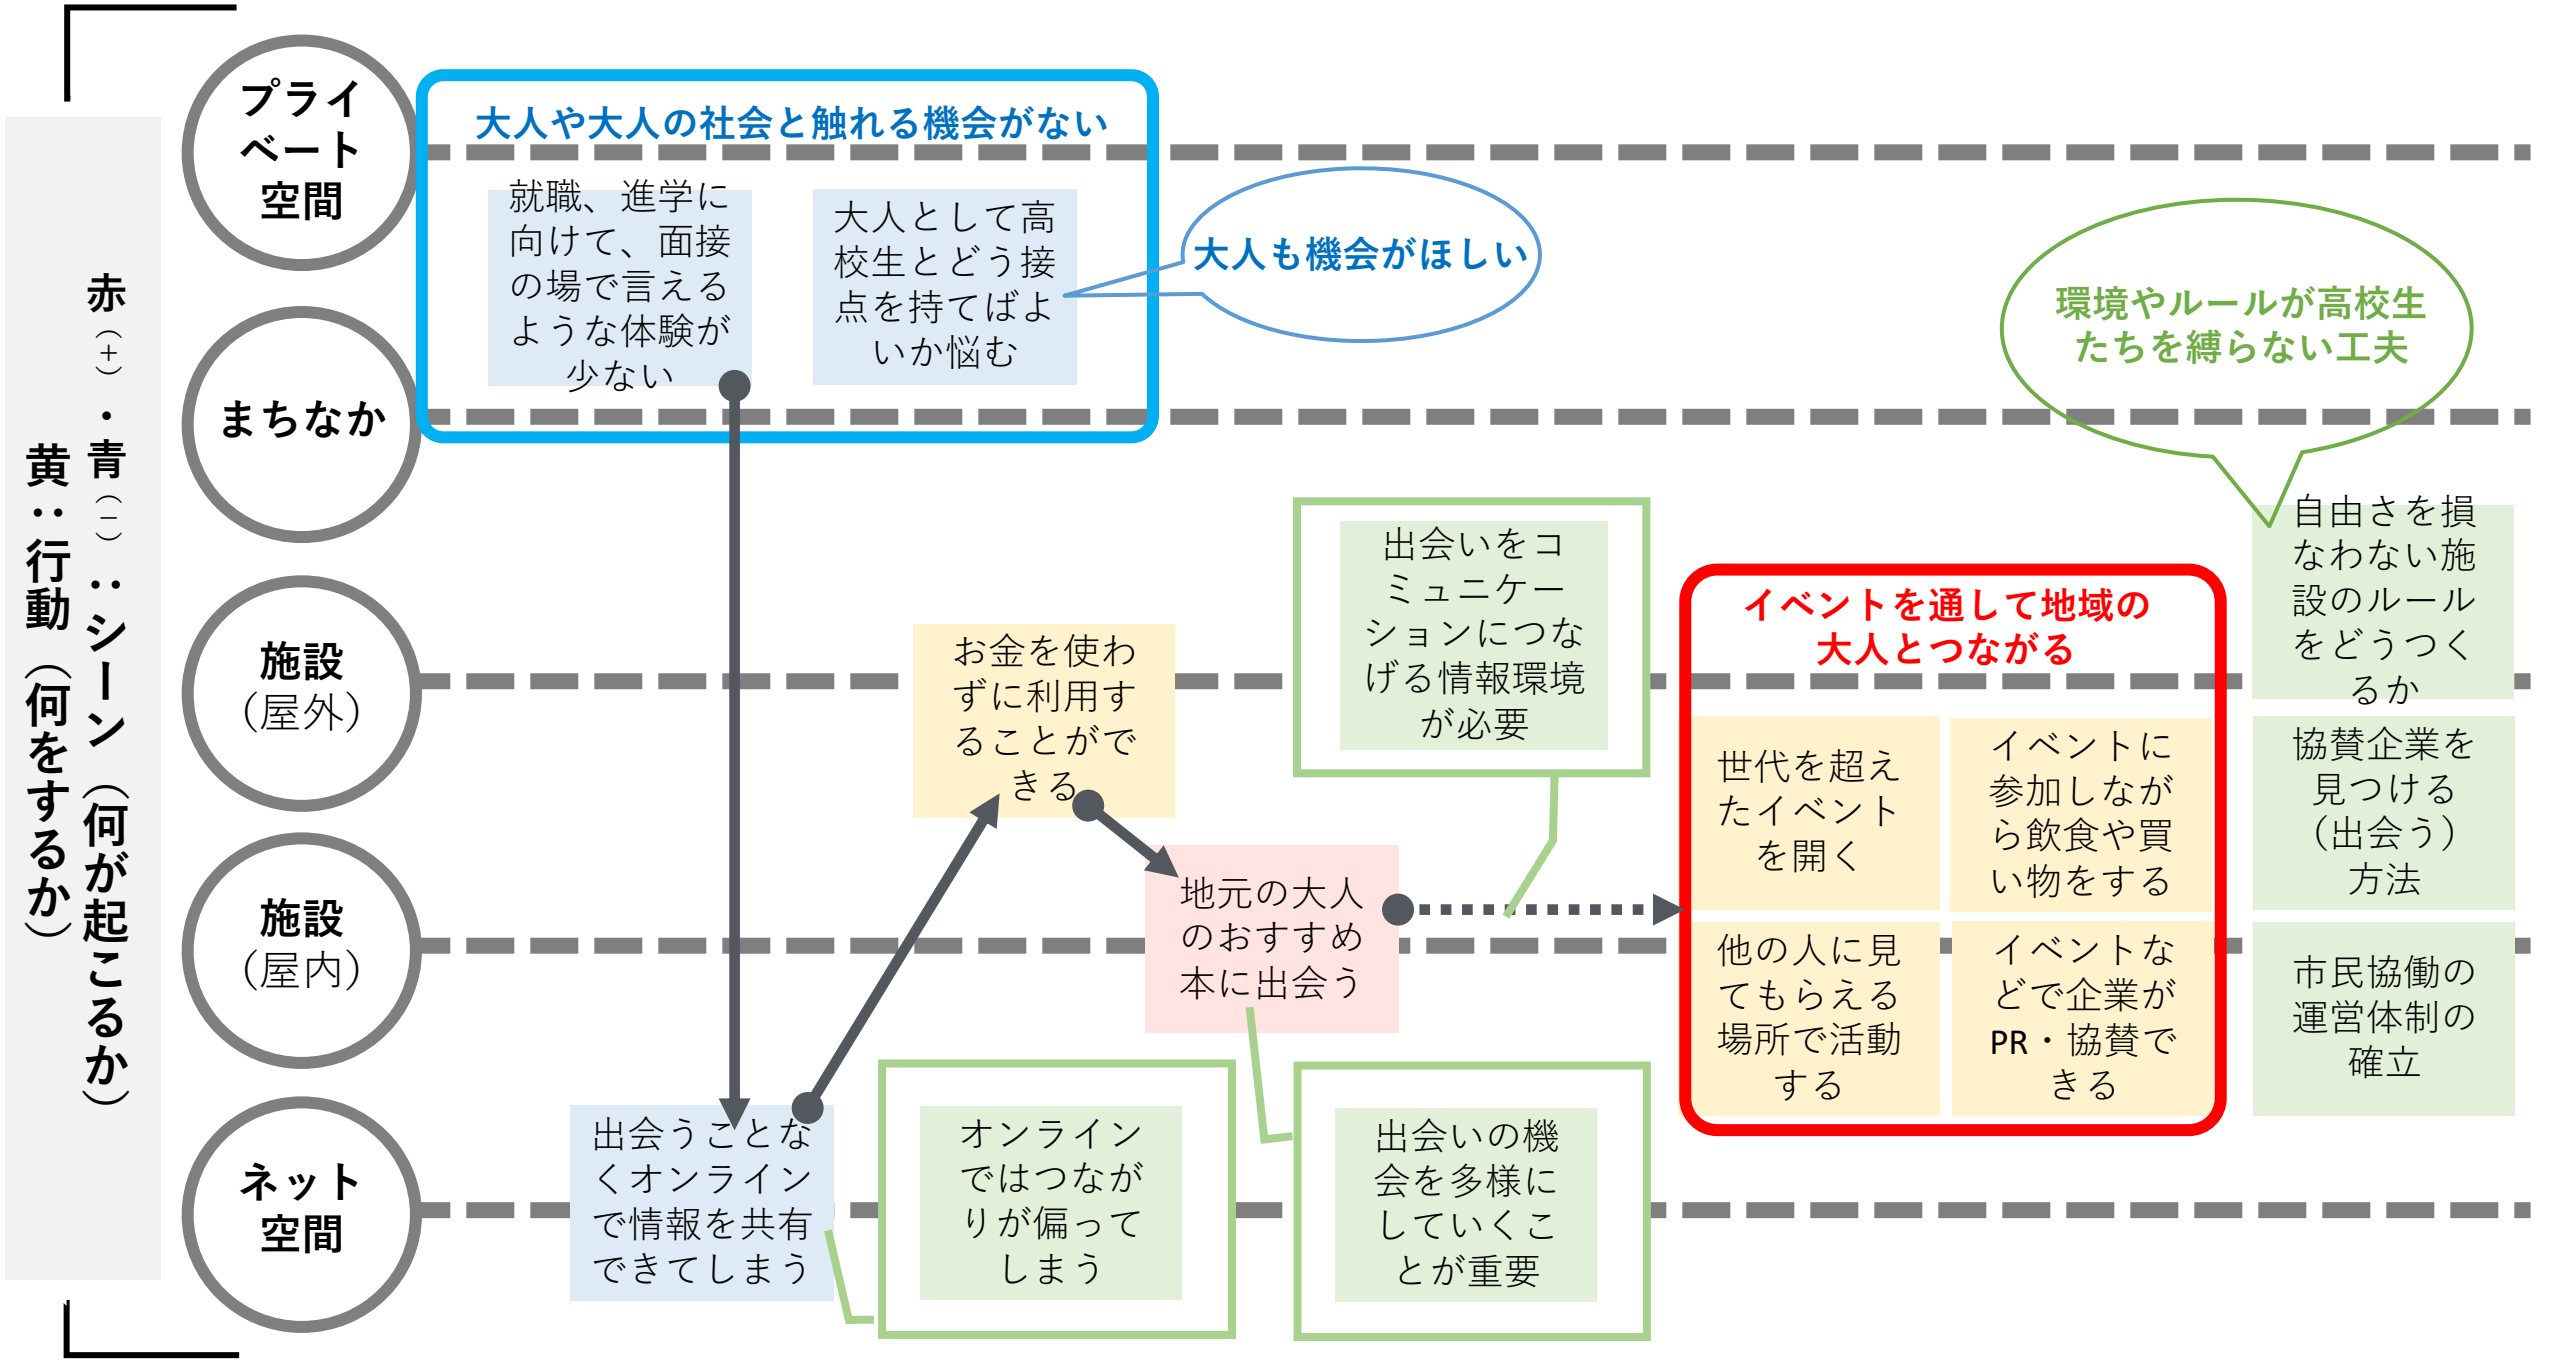 赤(+)・青(-):シーン(何が起こるか)
黄:行動(何をするか)
プライ
ベート
空間
まちなか
施設
(屋外)
施設
(屋内)
ネット
空間
大人や大人の社会と触れる機会がない
就職、進学に
向けて、面接
の場で言える
ような体験が
少ない
大人として高
校生とどう接
点を持てばよ
いか悩む
大人も機会がほしい
環境やルールが高校生
たちを縛らない工夫
お金を使わ
ずに利用す
ることがで
きる
出会いをコ
ミュニケー
ションにつな
げる情報環境
が必要
地元の大人
のおすすめ
本に出会う
出会うことな
くオンライン
で情報を共有
できてしまう
オンライン
ではつなが
りが偏って
しまう
出会いの機
会を多様に
していくこ
とが重要
イベントを通して地域の
大人とつながる
世代を超え
たイベント
を開く
イベントに
参加しなが
ら飲食や買
い物をする
他の人に見
てもらえる
場所で活動
する
イベントな
どで企業が
PR・協賛で
きる
自由さを損
なわない施
設のルール
をどうつく
るか
協賛企業を
見つける
(出会う)
方法
市民協働の
運営体制の
確立